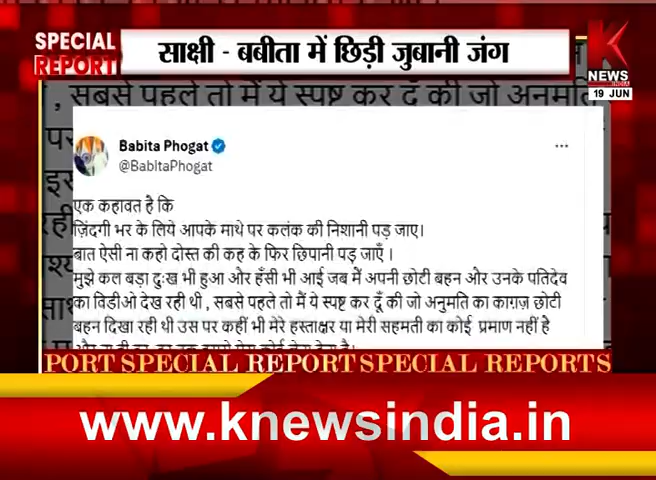 SPECIAL
REPORT
साक्षी - बबीता में छिड़ी जुबानी जंग
K
NEWS
INDIA
19 JUN
, सबसे पहले तो मैं ये स्पष्ट कर दूँ की जो अनुमति
Babita Phogat
@BabitaPhogat
एक कहावत है कि
ज़िंदगी भर के लिये आपके माथे पर कलंक की निशानी पड़ जाए।
बात ऐसी ना कहो दोस्त की कह के फिर छिपानी पड़ जाएँ ।
मुझे कल बड़ा दुःख भी हुआ और हँसी भी आई जब मैं अपनी छोटी बहन और उनके पतिदेव
का विडीओ देख रही थी , सबसे पहले तो मैं ये स्पष्ट कर दूँ की जो अनुमति का काग़ज़ छोटी
बहन दिखा रही थी उस पर कहीं भी मेरे हस्ताक्षर या मेरी सहमती का कोई प्रमाण नहीं है
PORT SPECIAL REPORT SPECIAL REPORTS
www.knewsindia.in